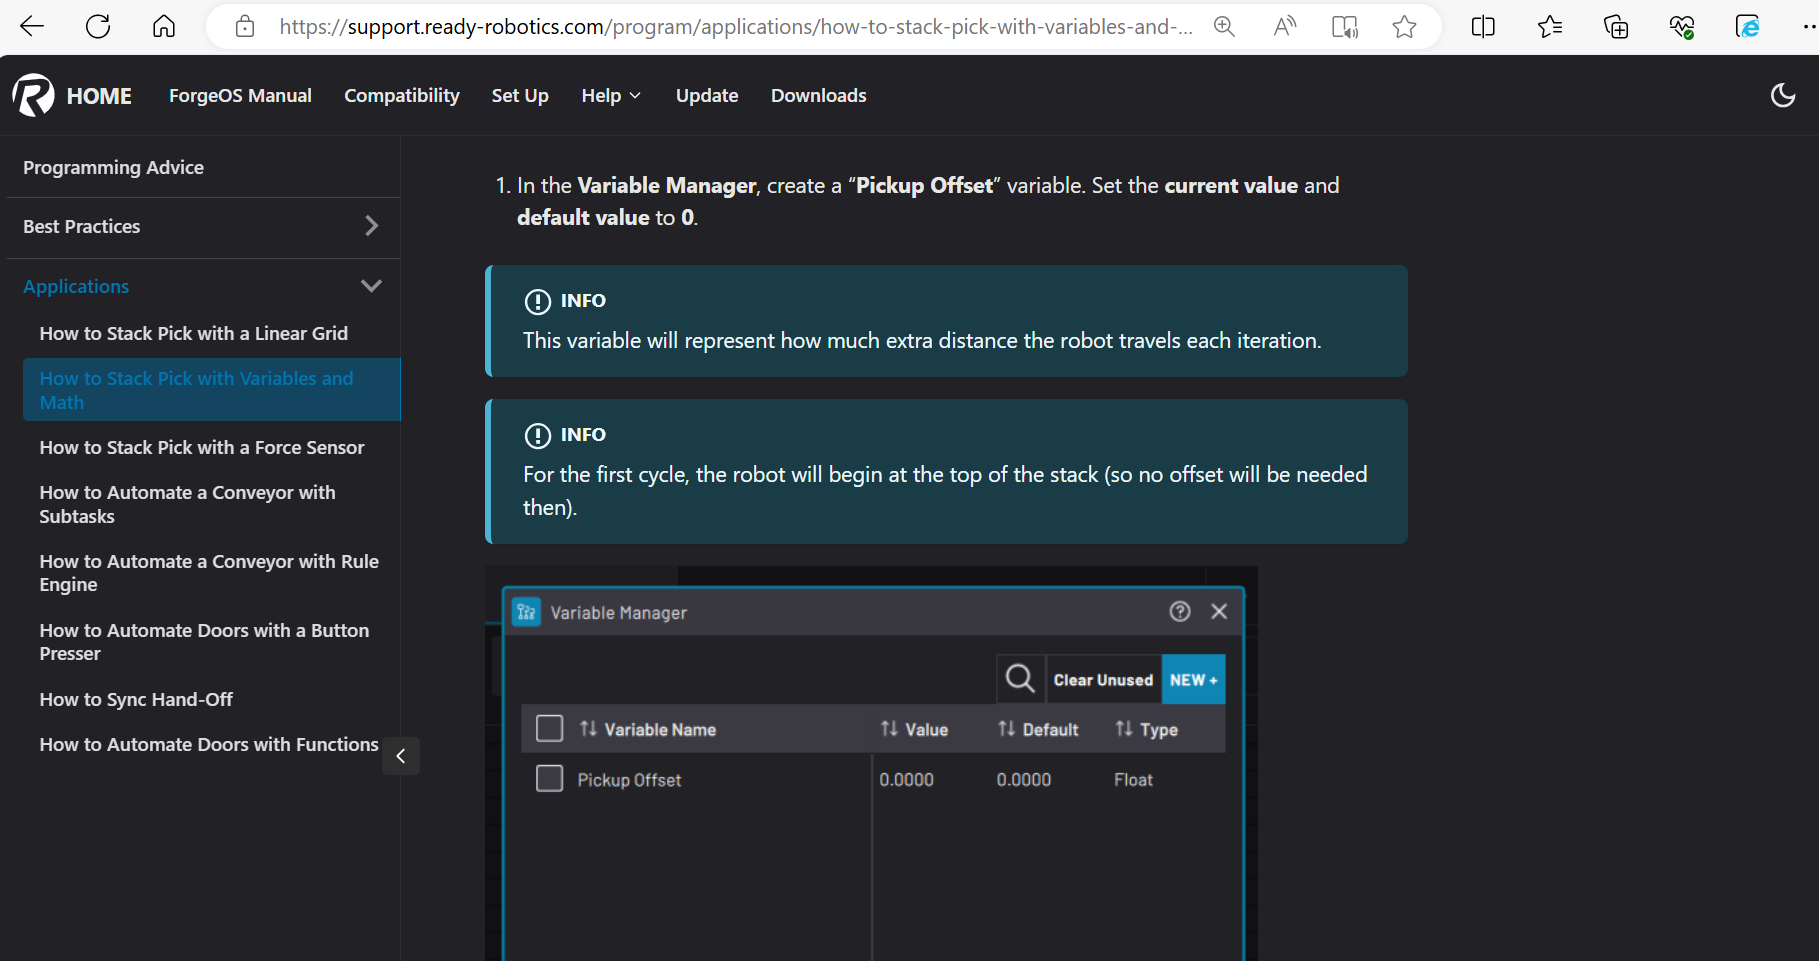 https://support.ready-robotics.com/program/applications/how-to-stack-pick-with-variables-and-...
HOME
ForgeOS Manual
Compatibility
Set Up
Help
Update
Downloads
Programming Advice
Best Practices
Applications
How to Stack Pick with a Linear Grid
How to Stack Pick with Variables and
Math
How to Stack Pick with a Force Sensor
How to Automate a Conveyor with
Subtasks
How to Automate a Conveyor with Rule
Engine
How to Automate Doors with a Button
Presser
How to Sync Hand-Off
How to Automate Doors with Functions
1. In the Variable Manager, create a “Pickup Offset” variable. Set the current value and
default value to 0.
INFO
This variable will represent how much extra distance the robot travels each iteration.
INFO
For the first cycle, the robot will begin at the top of the stack (so no offset will be needed
then).
Variable Manager
Clear Unused
NEW +
Variable Name
Value
Default
Type
Pickup Offset
0.0000
0.0000
Float